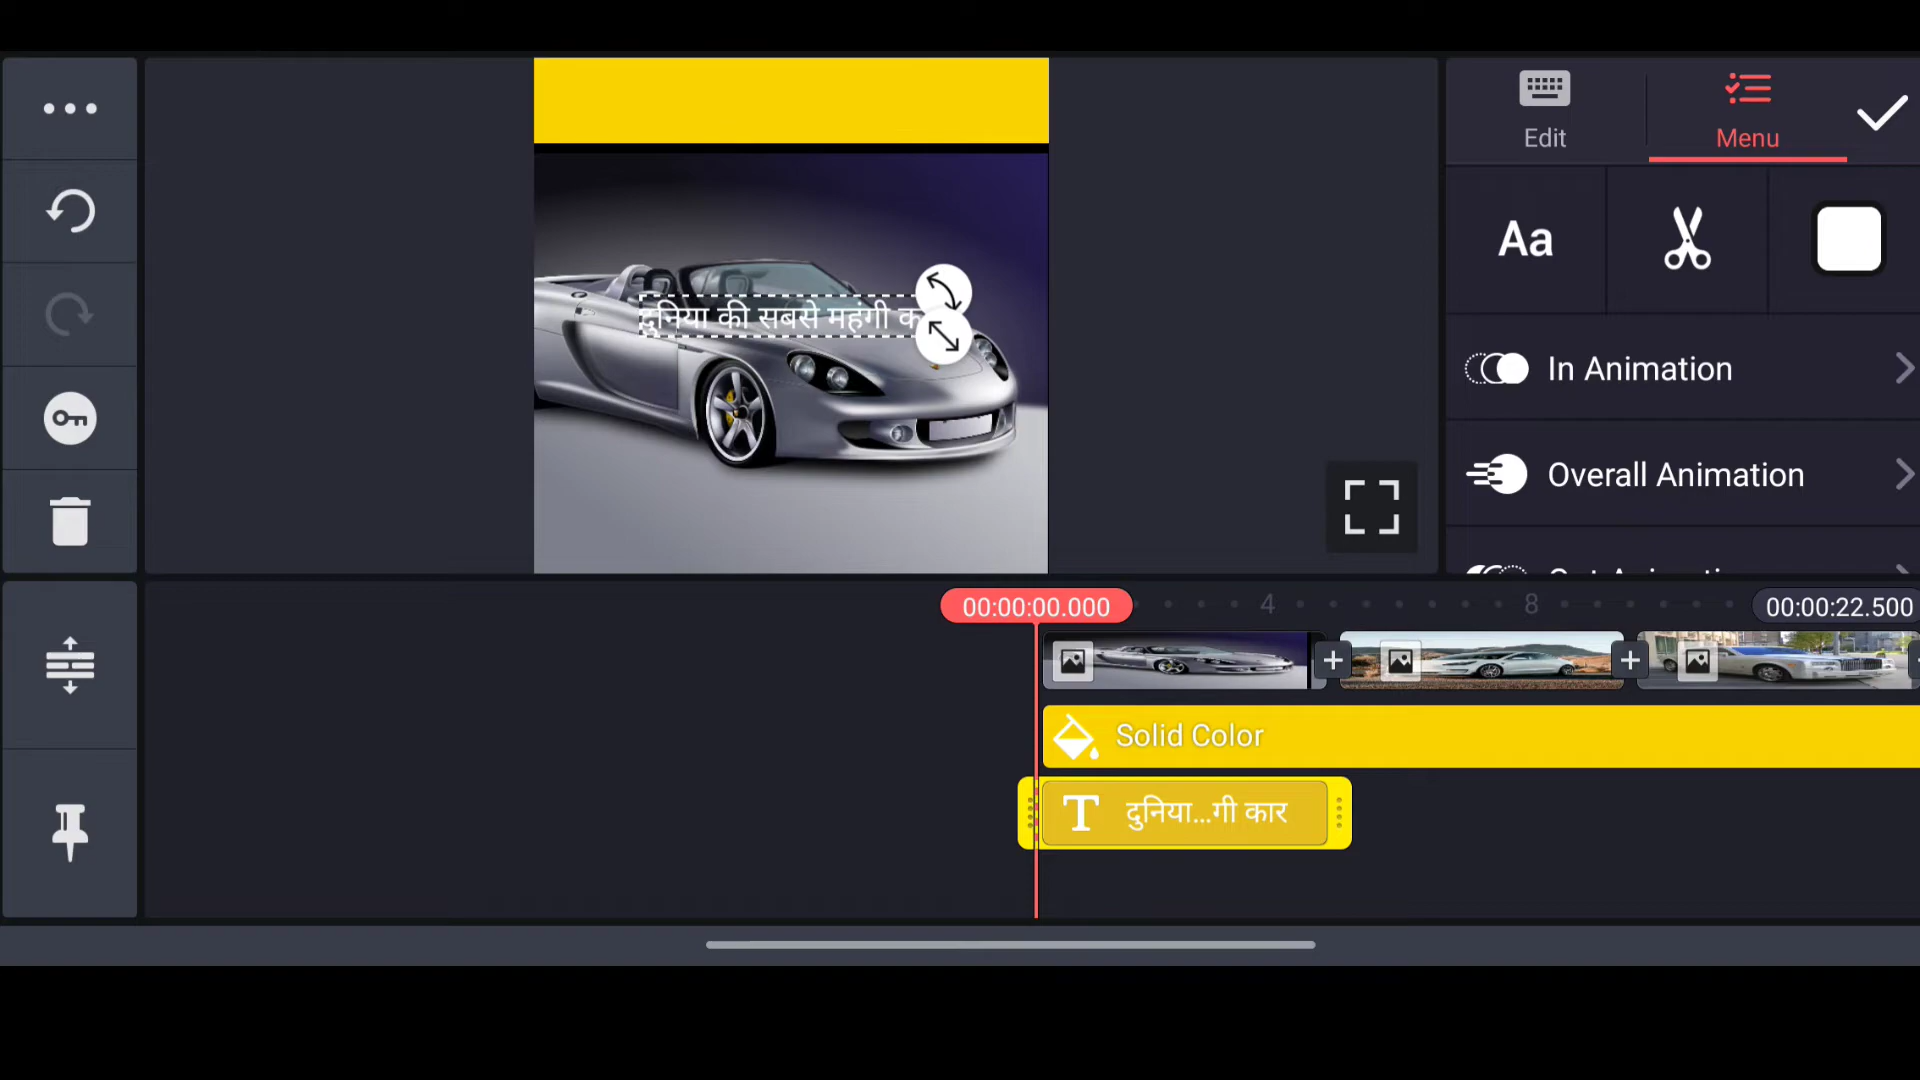 Edit
Menu
Aa
दुनिया की सबसे महंगी
In Animation
Overall Animation
00:00:00.000
4
8
00:00:22.500
Solid Color
T
दुनिया...गी कार